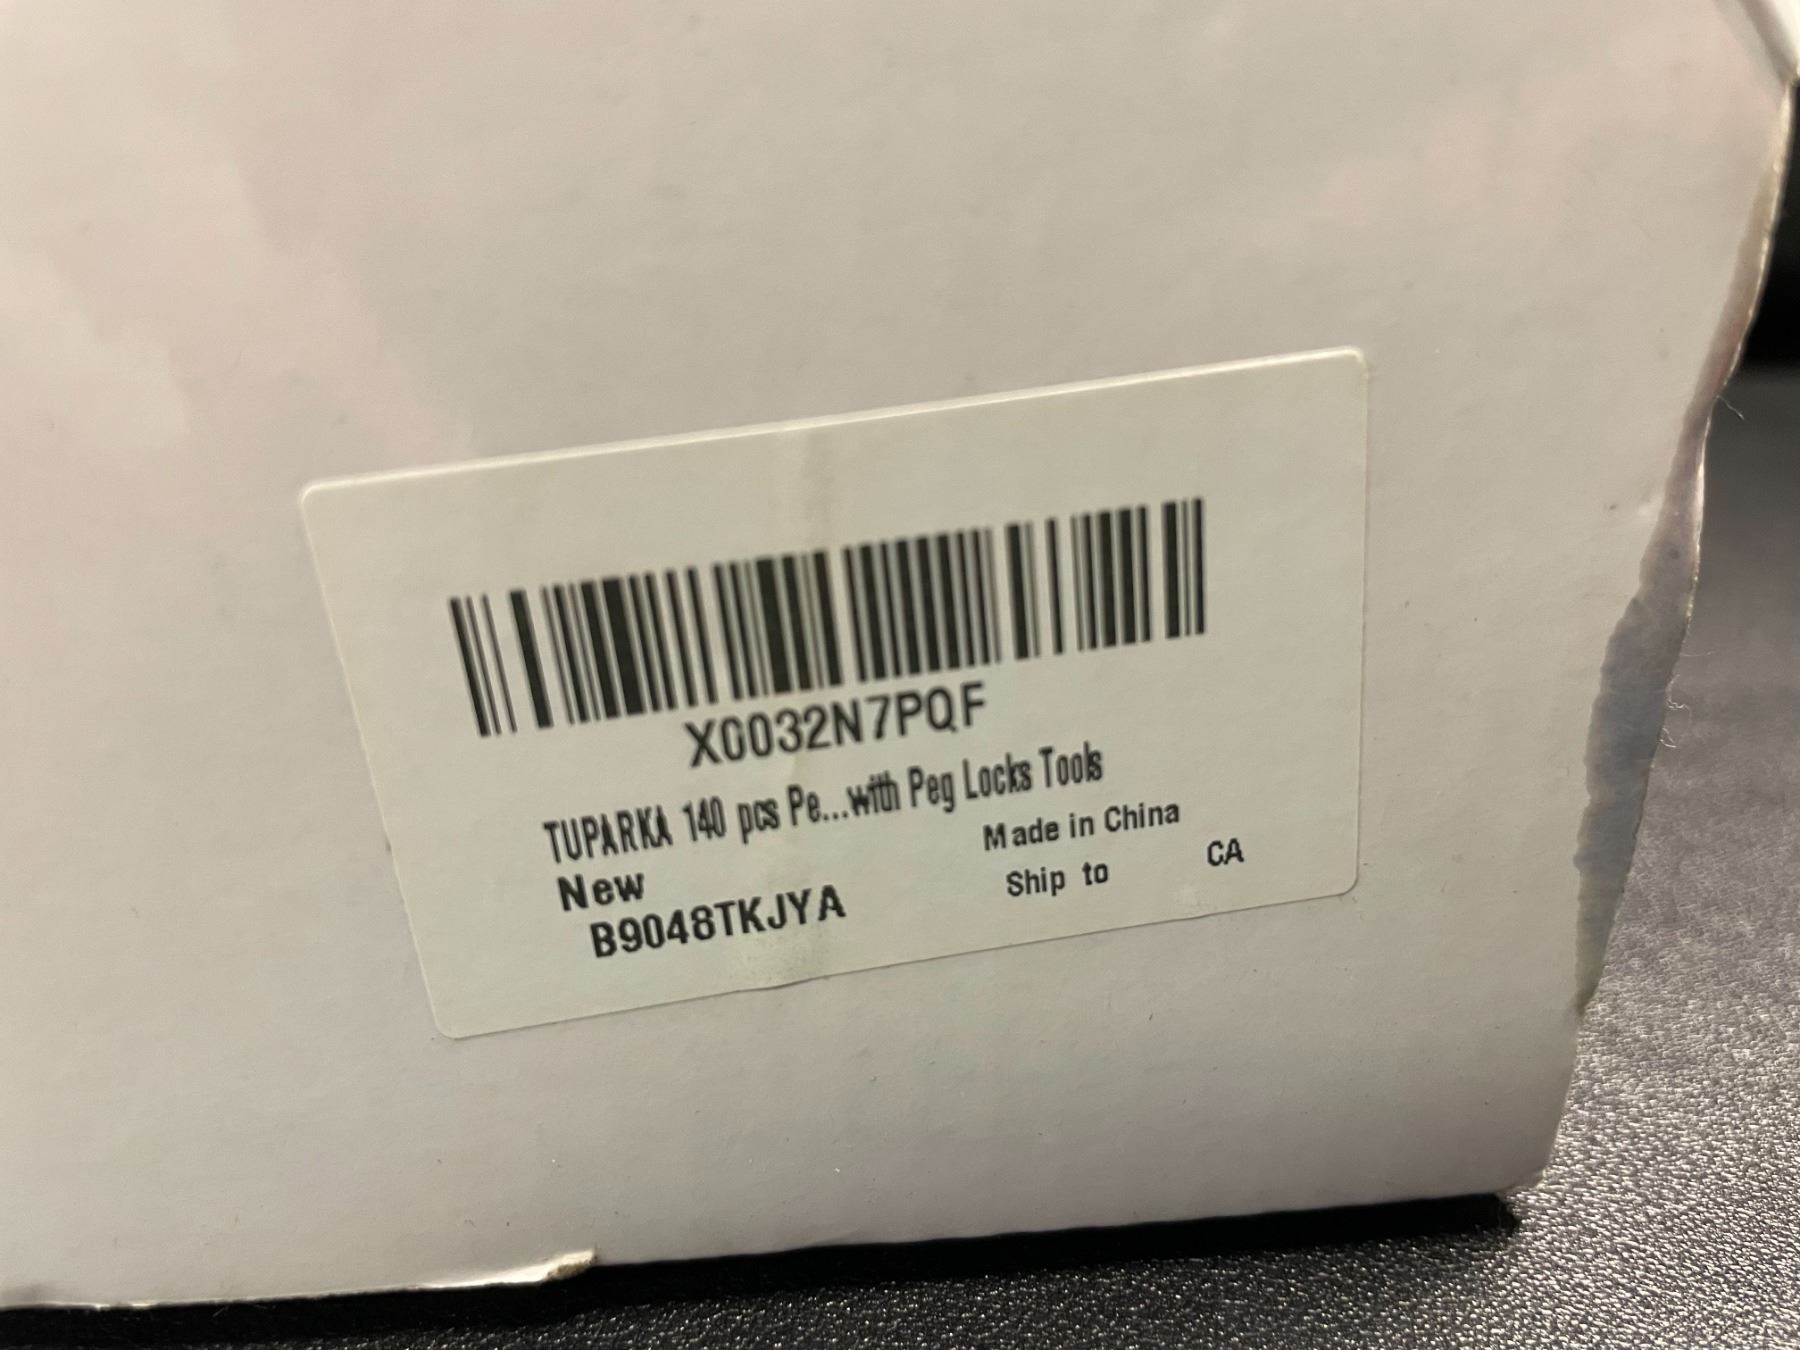 X0032N7PQF
TUPARKA 140 pcs Pe...with Peg Locks Tools
New
Made in China
B9048TKJYA
Ship to CA